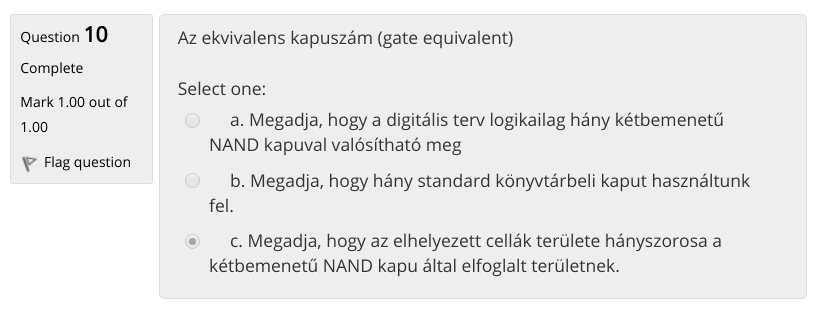 Question 10
Complete
Mark 1.00 out of
1.00
Flag question
Az ekvivalens kapuszám (gate equivalent)
Select one:
a. Megadja, hogy a digitális terv logikailag hány kétbemenetű
NAND kapuval valósítható meg
b. Megadja, hogy hány standard könyvtárbeli kaput használtunk
fel.
c. Megadja, hogy az elhelyezett cellák területe hányszorosa a
kétbemenetű NAND kapu által elfoglalt területnek.